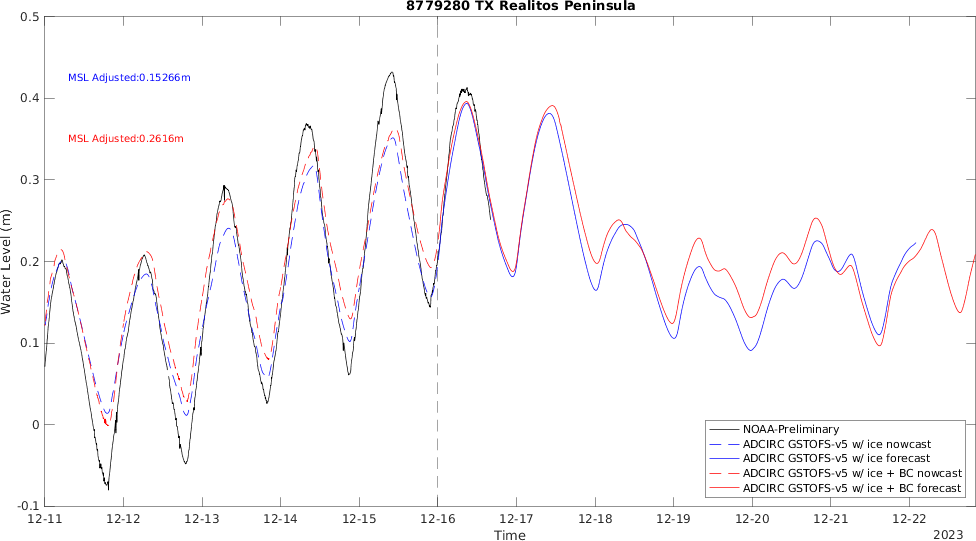 8779280 TX Realitos Peninsula
MSL Adjusted:0.15266m
MSL Adjusted:0.2616m
Water Level (m)
0.5
0.4
0.3
0.2
0.1
0
-0.1
NOAA-Preliminary
ADCIRC GSTOFS-v5 w/ ice nowcast
ADCIRC GSTOFS-v5 w/ ice forecast
ADCIRC GSTOFS-v5 w/ ice + BC nowcast
ADCIRC GSTOFS-v5 w/ ice + BC forecast
12-11 12-12 12-13 12-14 12-15 12-16 12-17 12-18 12-19 12-20 12-21 12-22
Time
2023